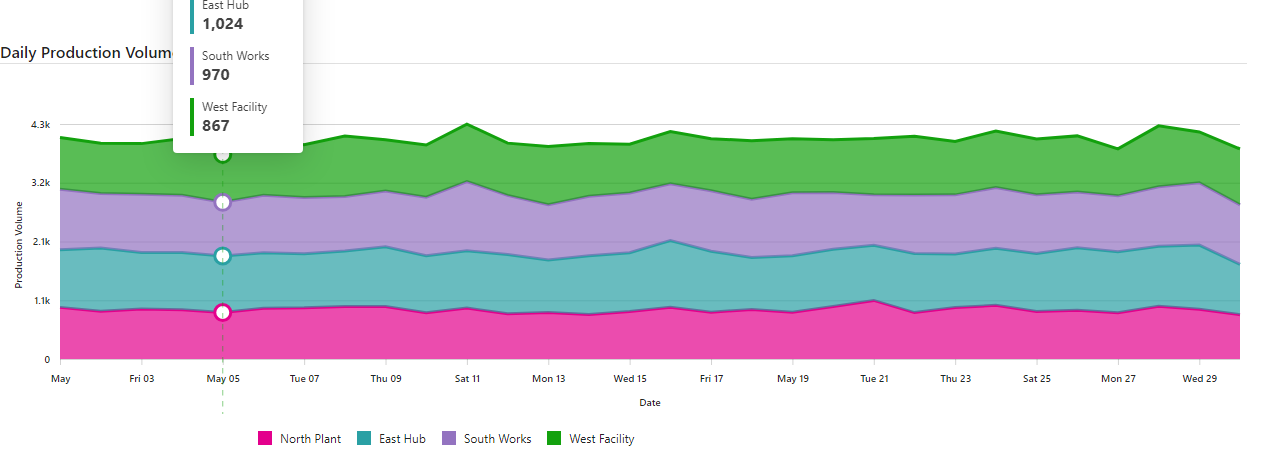 East Hub
1,024
Daily Production Volum
South Works
970
West Facility
867
4.3k
3.2k
2.1k
1.1k
0
Production Volume
May
Fri 03
May 05
Tue 07
Thu 09
Sat 11
Mon 13
Wed 15
Fri 17
May 19
Tue 21
Thu 23
Sat 25
Mon 27
Wed 29
Date
North Plant
East Hub
South Works
West Facility